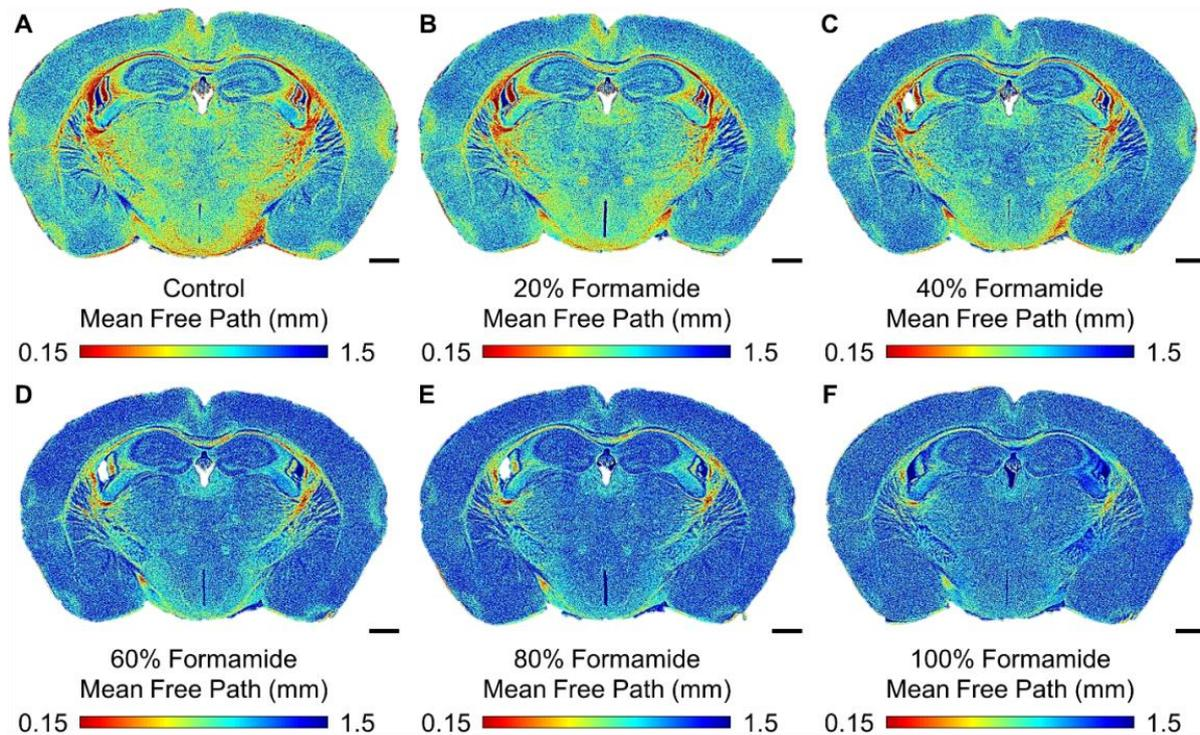 A
B
C
Control
Mean Free Path (mm)
0.15 1.5
20% Formamide
Mean Free Path (mm)
0.15 1.5
40% Formamide
Mean Free Path (mm)
0.15 1.5
D
E
F
60% Formamide
Mean Free Path (mm)
0.15 1.5
80% Formamide
Mean Free Path (mm)
0.15 1.5
100% Formamide
Mean Free Path (mm)
0.15 1.5